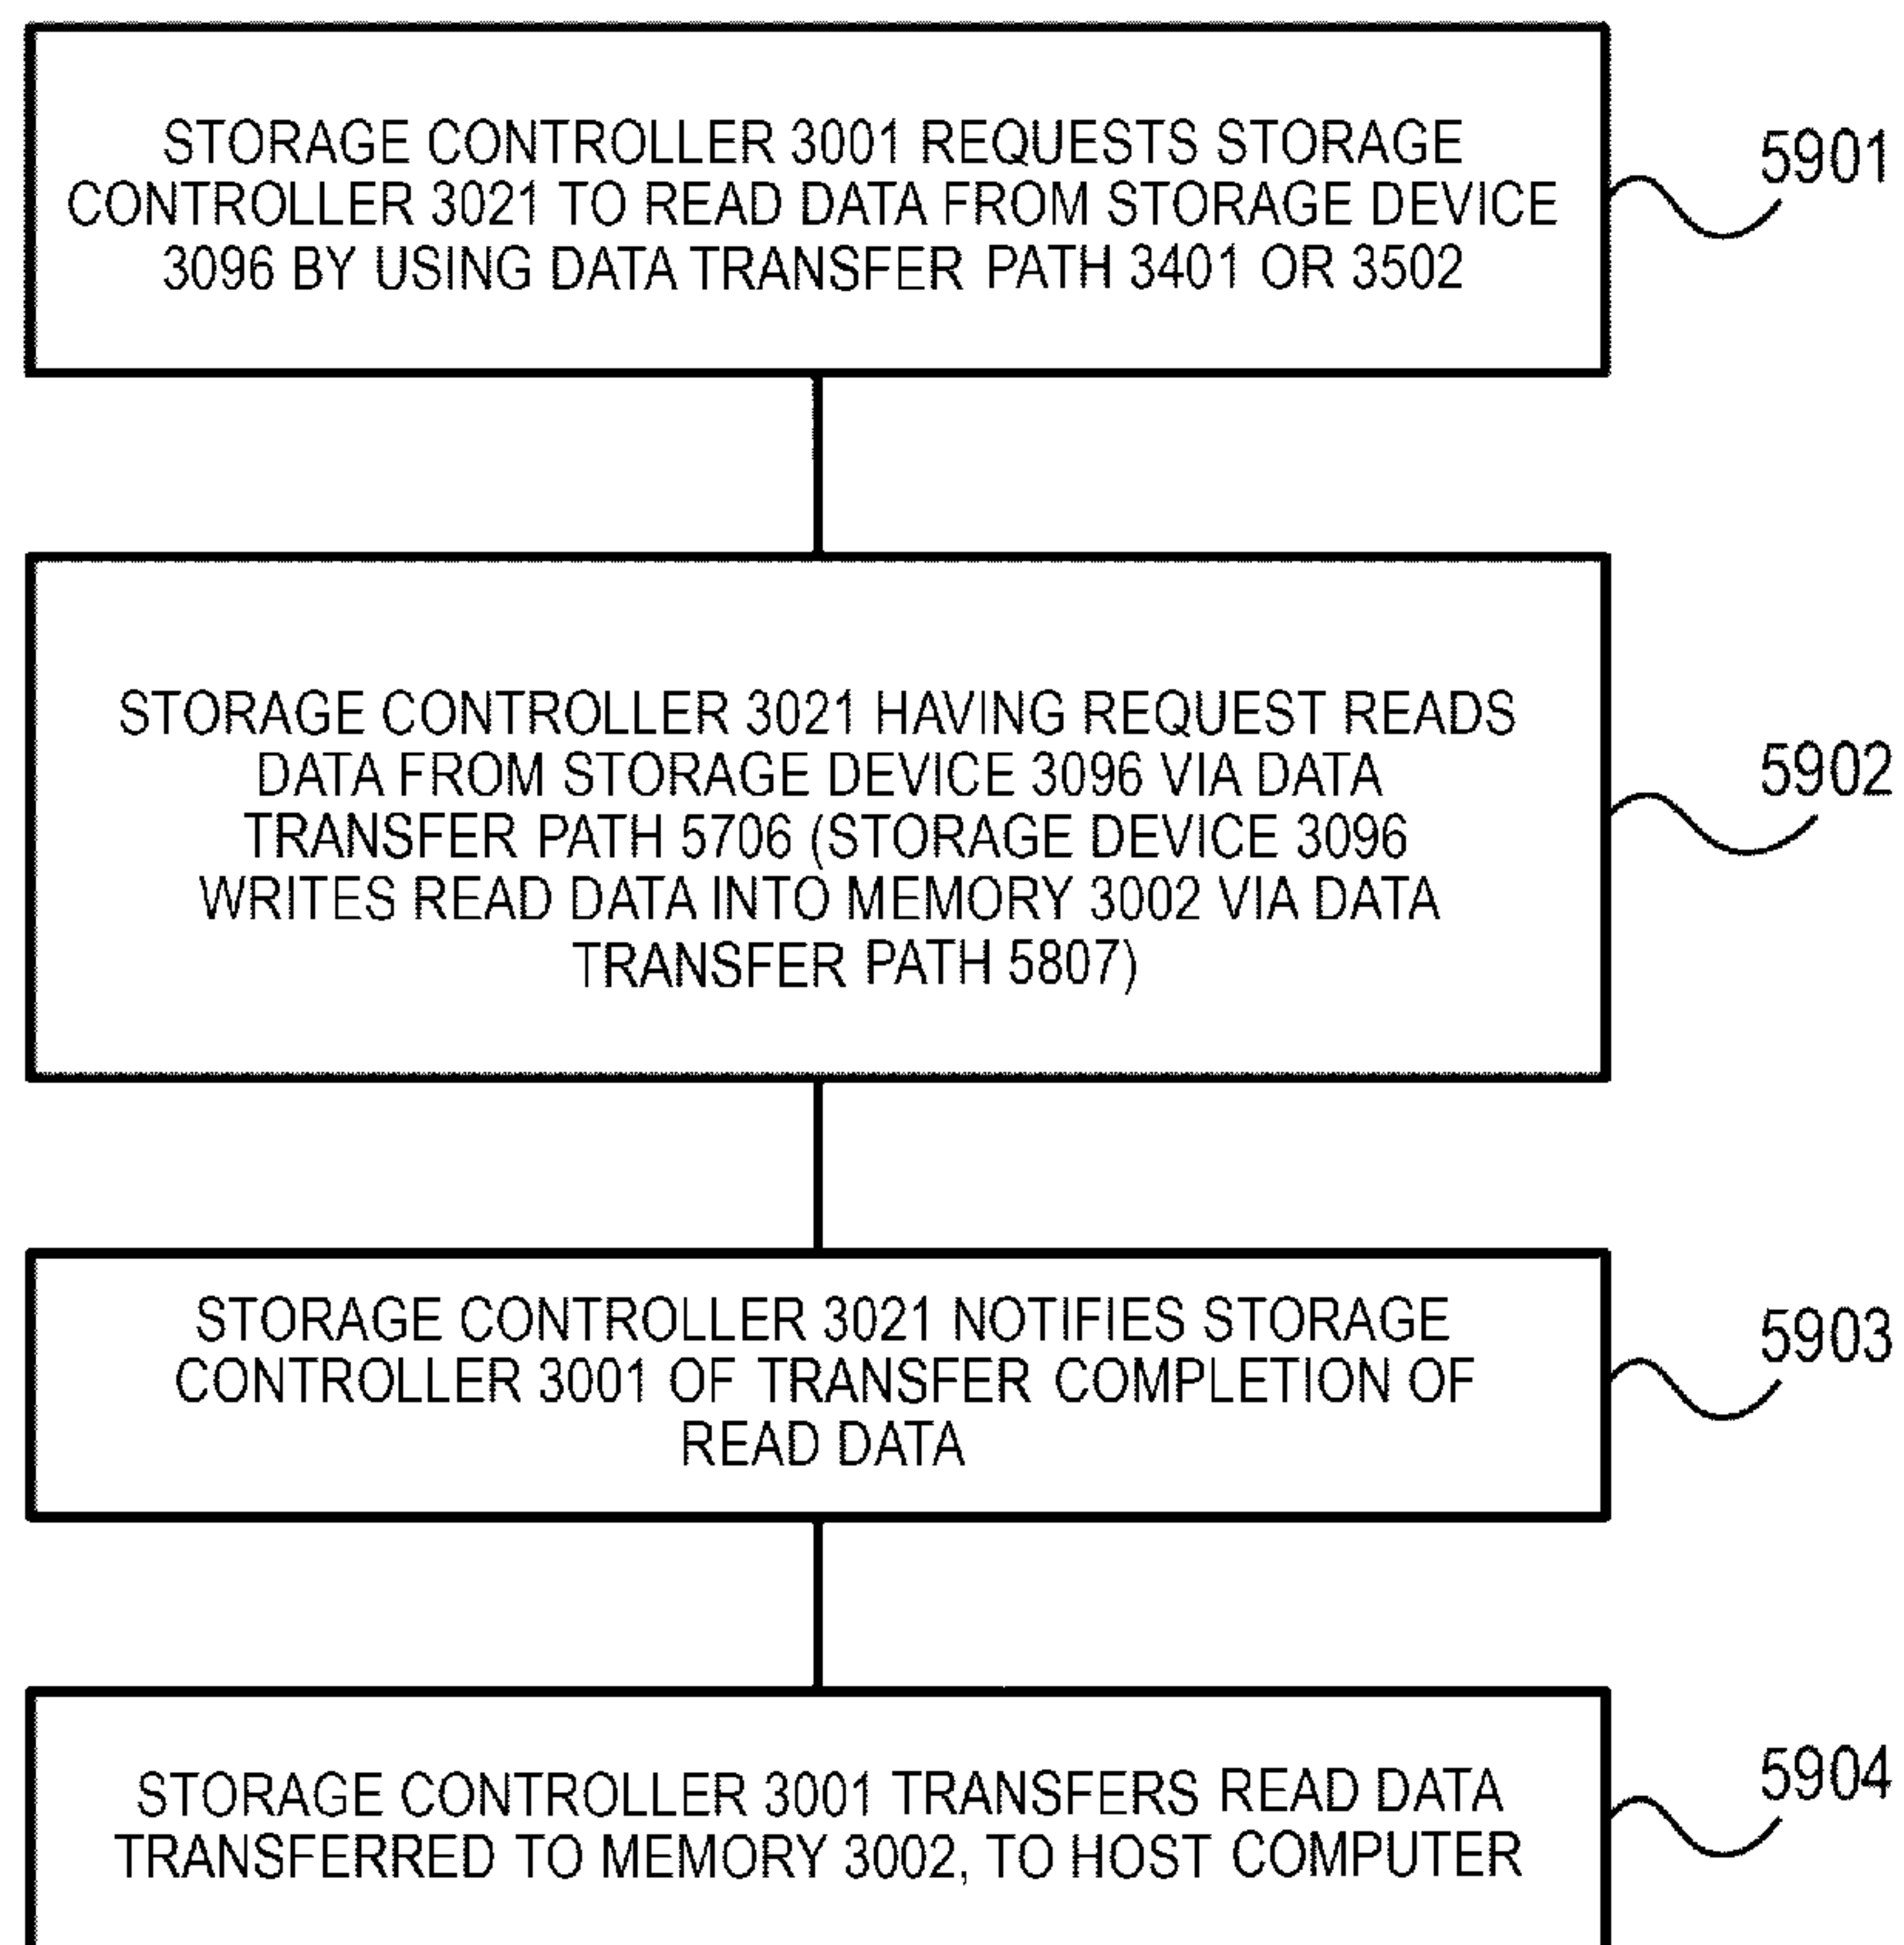 STORAGE CONTROLLER 3001 REQUESTS STORAGE
CONTROLLER 3021 TO READ DATA FROM STORAGE DEVICE
3096 BY USING DATA TRANSFER PATH 3401 OR 3502
5901
STORAGE CONTROLLER 3021 HAVING REQUEST READS
DATA FROM STORAGE DEVICE 3096 VIA DATA
TRANSFER PATH 5706 (STORAGE DEVICE 3096
WRITES READ DATA INTO MEMORY 3002 VIA DATA
TRANSFER PATH 5807)
5902
STORAGE CONTROLLER 3021 NOTIFIES STORAGE
CONTROLLER 3001 OF TRANSFER COMPLETION OF
READ DATA
5903
STORAGE CONTROLLER 3001 TRANSFERS READ DATA
TRANSFERRED TO MEMORY 3002, TO HOST COMPUTER
5904